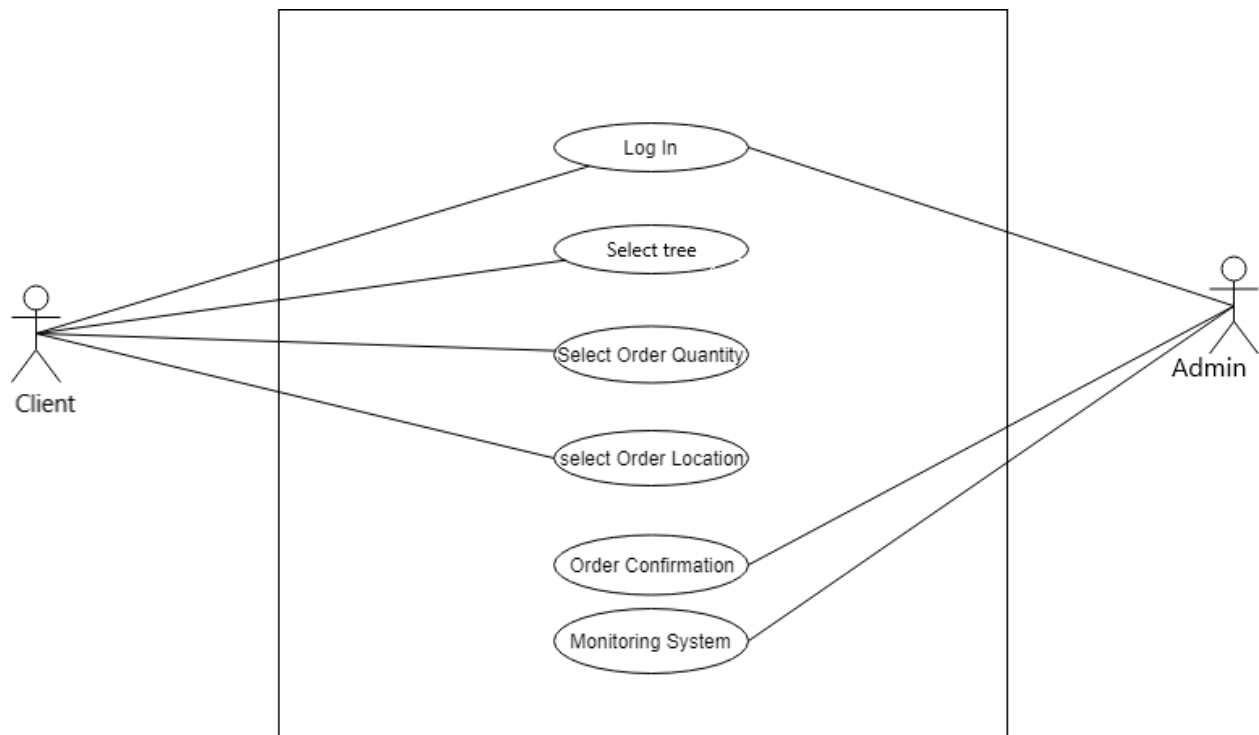 Log In
Select tree
Select Order Quantity
select Order Location
Order Confirmation
Monitoring System
Client
Admin